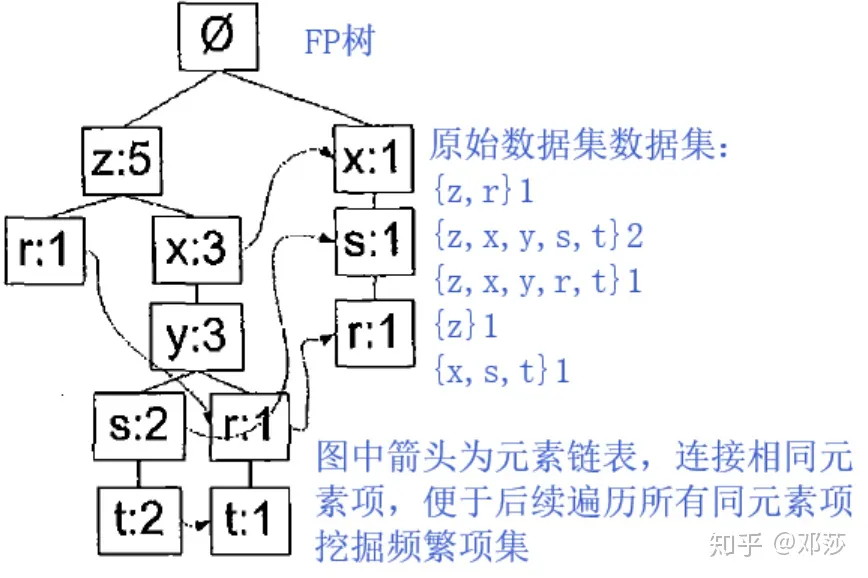 Ø
FP树
z:5
x:1
原始数据集数据集:
{z,r}1
r:1
x:3
s:1
{z,x,y,s,t}2
{z,x,y,r,t}1
y:3
r:1
{z}1
{x,s,t}1
s:2
r:1
图中箭头为元素链表，连接相同元
素项，便于后续遍历所有同元素项
挖掘频繁项集
t:2
t:1
知乎 @邓莎